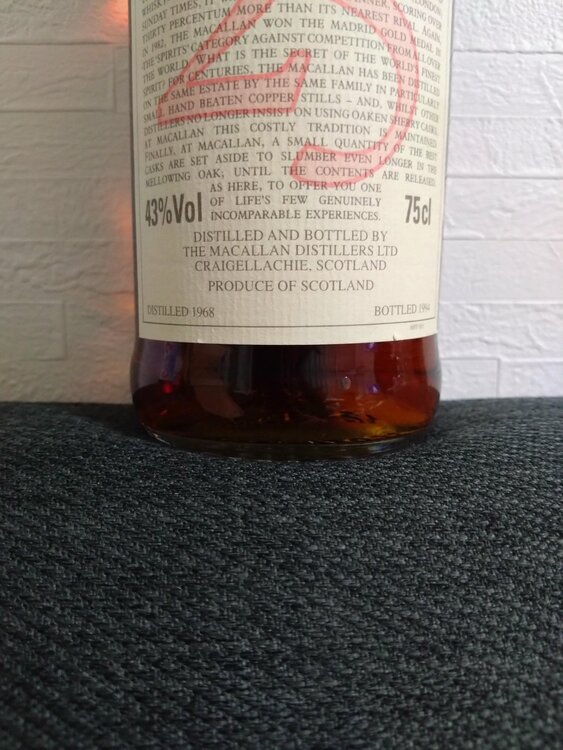 SUNDAY TIMES, IT WINNER, SCORING OVER
THIRTY PERCENTUM MORE THAN ITS NEAREST RIVAL. AGAIN,
IN 1982, THE MACALLAN WON THE MADRID GOLD MEDAL IN
THE 'SPIRITS' CATEGORY AGAINST COMPETITION FROM ALL OVER
THE WORLD. WHAT IS THE SECRET OF THE WORLD'S FINEST
SPIRIT? FOR CENTURIES, THE MACALLAN HAS BEEN DISTILLED
ON THE SAME ESTATE BY THE SAME FAMILY IN PARTICULARLY
SMALL HAND BEATEN COPPER STILLS – AND, WHILST OTHER
DISTILLERS NO LONGER INSIST ON USING OAKEN SHERRY CASKS,
AT MACALLAN THIS COSTLY TRADITION IS MAINTAINED
FINALLY, AT MACALLAN, A SMALL QUANTITY OF THE BEST
CASKS ARE SET ASIDE TO SLUMBER EVEN LONGER IN THE
MELLOWING OAK; UNTIL THE CONTENTS ARE RELEASED,
AS HERE, TO OFFER YOU ONE
OF LIFE'S FEW GENUINELY
INCOMPARABLE EXPERIENCES.
43%Vol
75cl
DISTILLED AND BOTTLED BY
THE MACALLAN DISTILLERS LTD
CRAIGELLACHIE, SCOTLAND
PRODUCE OF SCOTLAND
DISTILLED 1968
BOTTLED 1994